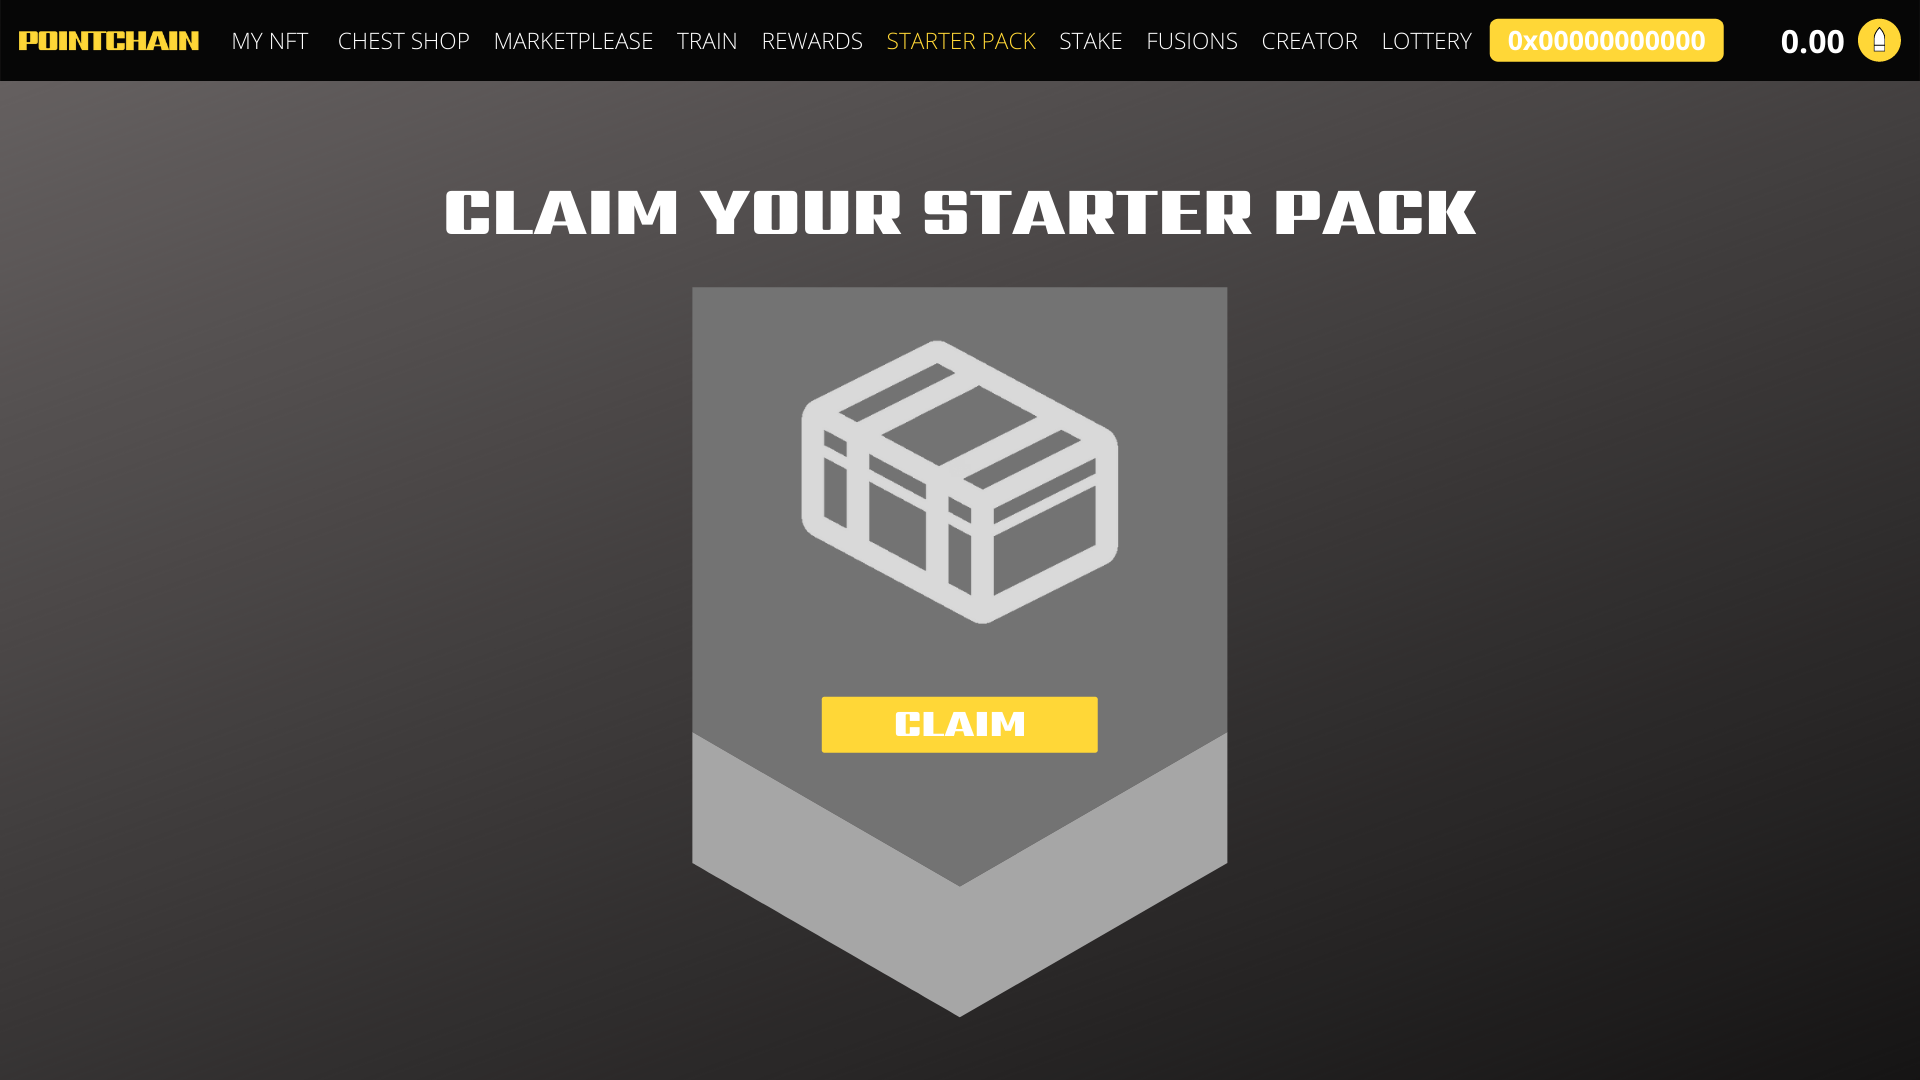 POINTCHAIN MY NFT CHEST SHOP MARKETPLEASE TRAIN REWARDS STARTER PACK STAKE FUSIONS CREATOR LOTTERY 0x00000000000 0.00
CLAIM YOUR STARTER PACK
CLAIM